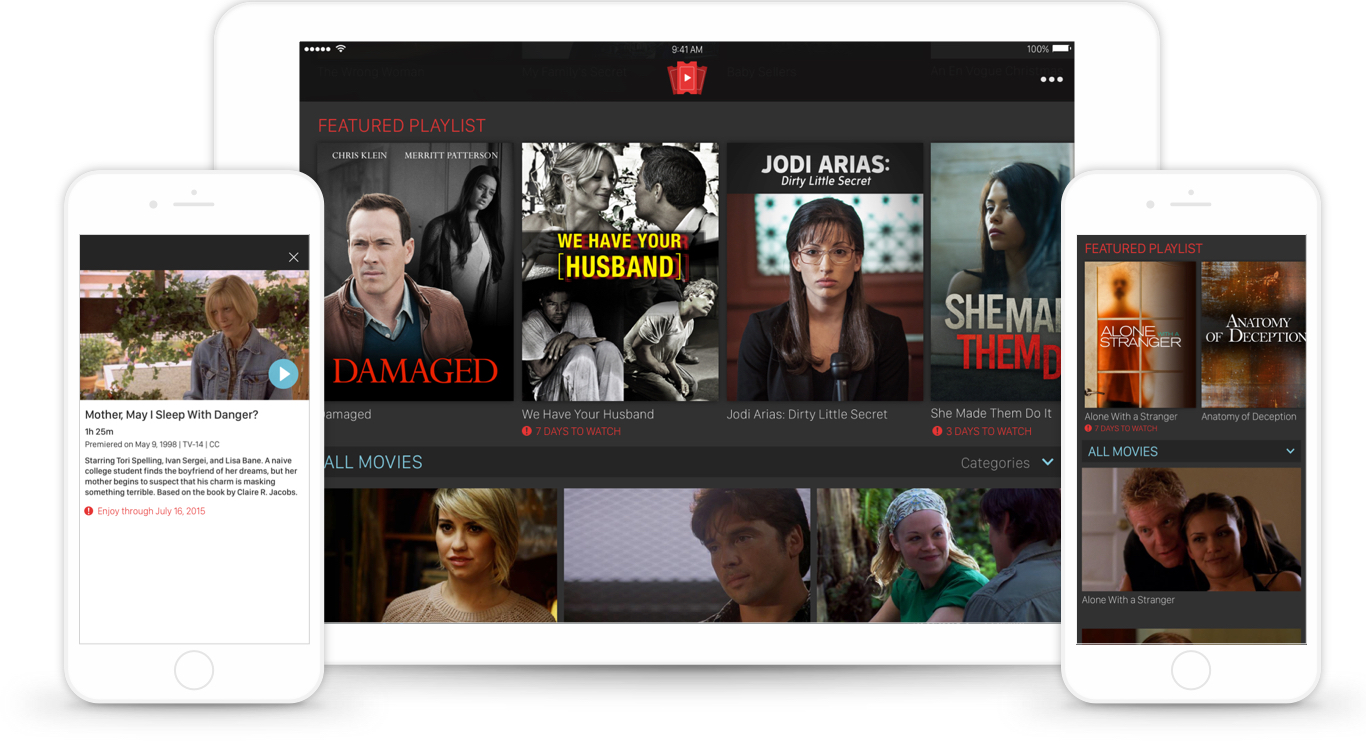 Mother, May I Sleep With Danger?
1h 25m
Premiered on May 9, 1998 | TV-14 | CC
Starring Tori Spelling, Ivan Sergei, and Lisa Bane. A naive
college student finds the boyfriend of her dreams, but her
mother begins to suspect that his charm is masking
something terrible. Based on the book by Claire R. Jacobs.
Enjoy through July 16, 2015
9:41 AM
100%
FEATURED PLAYLIST
CHRIS KLEIN MERRITT PATTERSON
DAMAGED
WE HAVE YOUR
[HUSBAND]
JODI ARIAS:
Dirty Little Secret
SHE MA
THEM D
amaged
We Have Your Husband
7 DAYS TO WATCH
Jodi Arias: Dirty Little Secret
She Made Them Do It
3 DAYS TO WATCH
ALL MOVIES
Categories
FEATURED PLAYLIST
ALONE WITH A
STRANGER
ANATOMY
OF DECEPTION
Alone With a Stranger
7 DAYS TO WATCH
Anatomy of Deception
ALL MOVIES
Alone With a Stranger